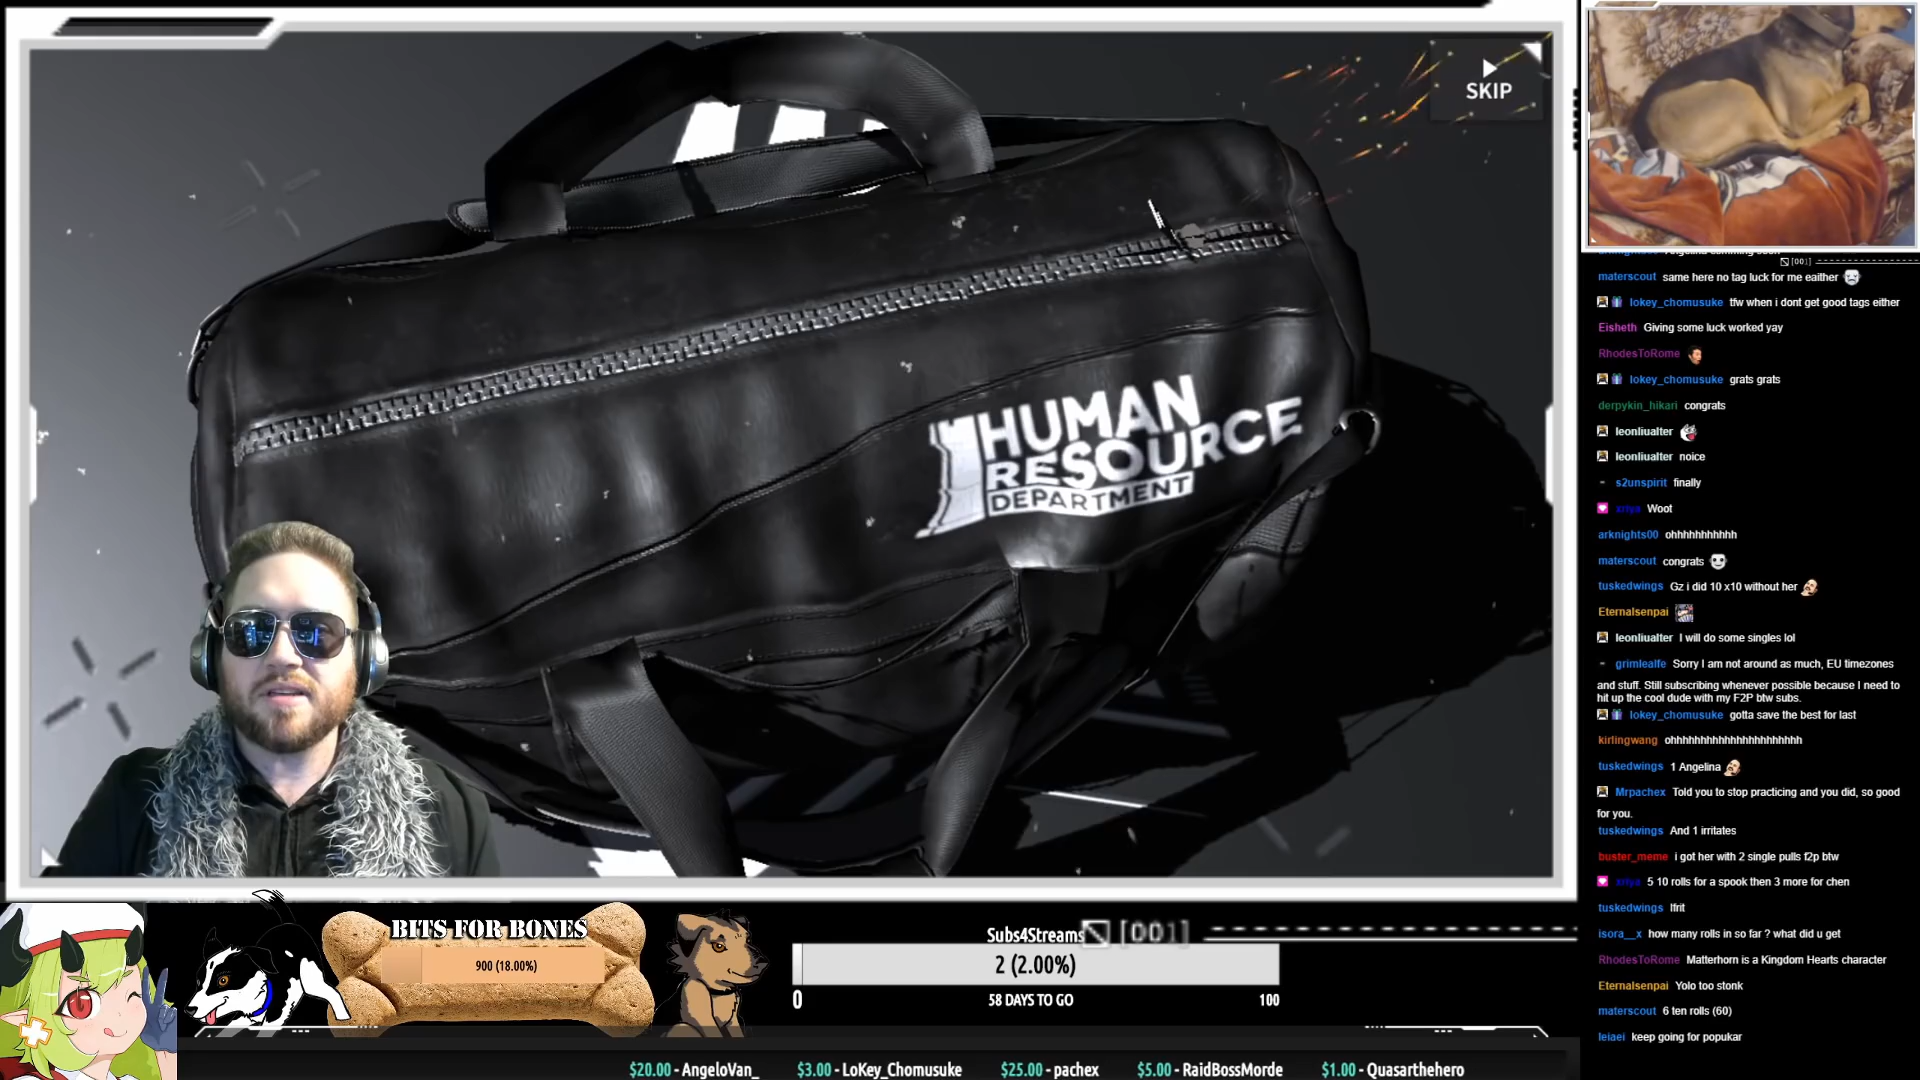 SKIP
HUMAN
RESOURCE
DEPARTMENT
[001]
materscout same here no tag luck for me eaither
lokey_chomusuke tfw when i dont get good tags either
Eisheth Giving some luck worked yay
RhodesToRome
lokey_chomusuke grats grats
derpykin_hikari congrats
leonliualter
leonliualter noice
s2unspirit finally
xriya Woot
arknights00 ohhhhhhhhhhh
materscout congrats
tuskedwings Gz i did 10 x10 without her
Eternalsenpai
leonliualter I will do some singles lol
grimlealfe Sorry I am not around as much, EU timezones
and stuff. Still subscribing whenever possible because I need to
hit up the cool dude with my F2P btw subs.
lokey_chomusuke gotta save the best for last
kirlingwang ohhhhhhhhhhhhhhhhhhhhhh
tuskedwings 1 Angelina
Mrpachex Told you to stop practicing and you did, so good
for you.
tuskedwings And 1 irritates
buster_meme i got her with 2 single pulls f2p btw
xriya 5 10 rolls for a spook then 3 more for chen
tuskedwings Ifrit
isora__x how many rolls in so far ? what did u get
RhodesToRome Matterhorn is a Kingdom Hearts character
Eternalsenpai Yolo too stonk
materscout 6 ten rolls (60)
leiaei keep going for popukar
BITS FOR BONES
900 (18.00%)
Subs4Streams [001]
2 (2.00%)
0 58 DAYS TO GO 100
$20.00 - AngeloVan_ $3.00 - LoKey_Chomusuke $25.00 - pachex $5.00 - RaidBossMorde $1.00 - Quasarthehero